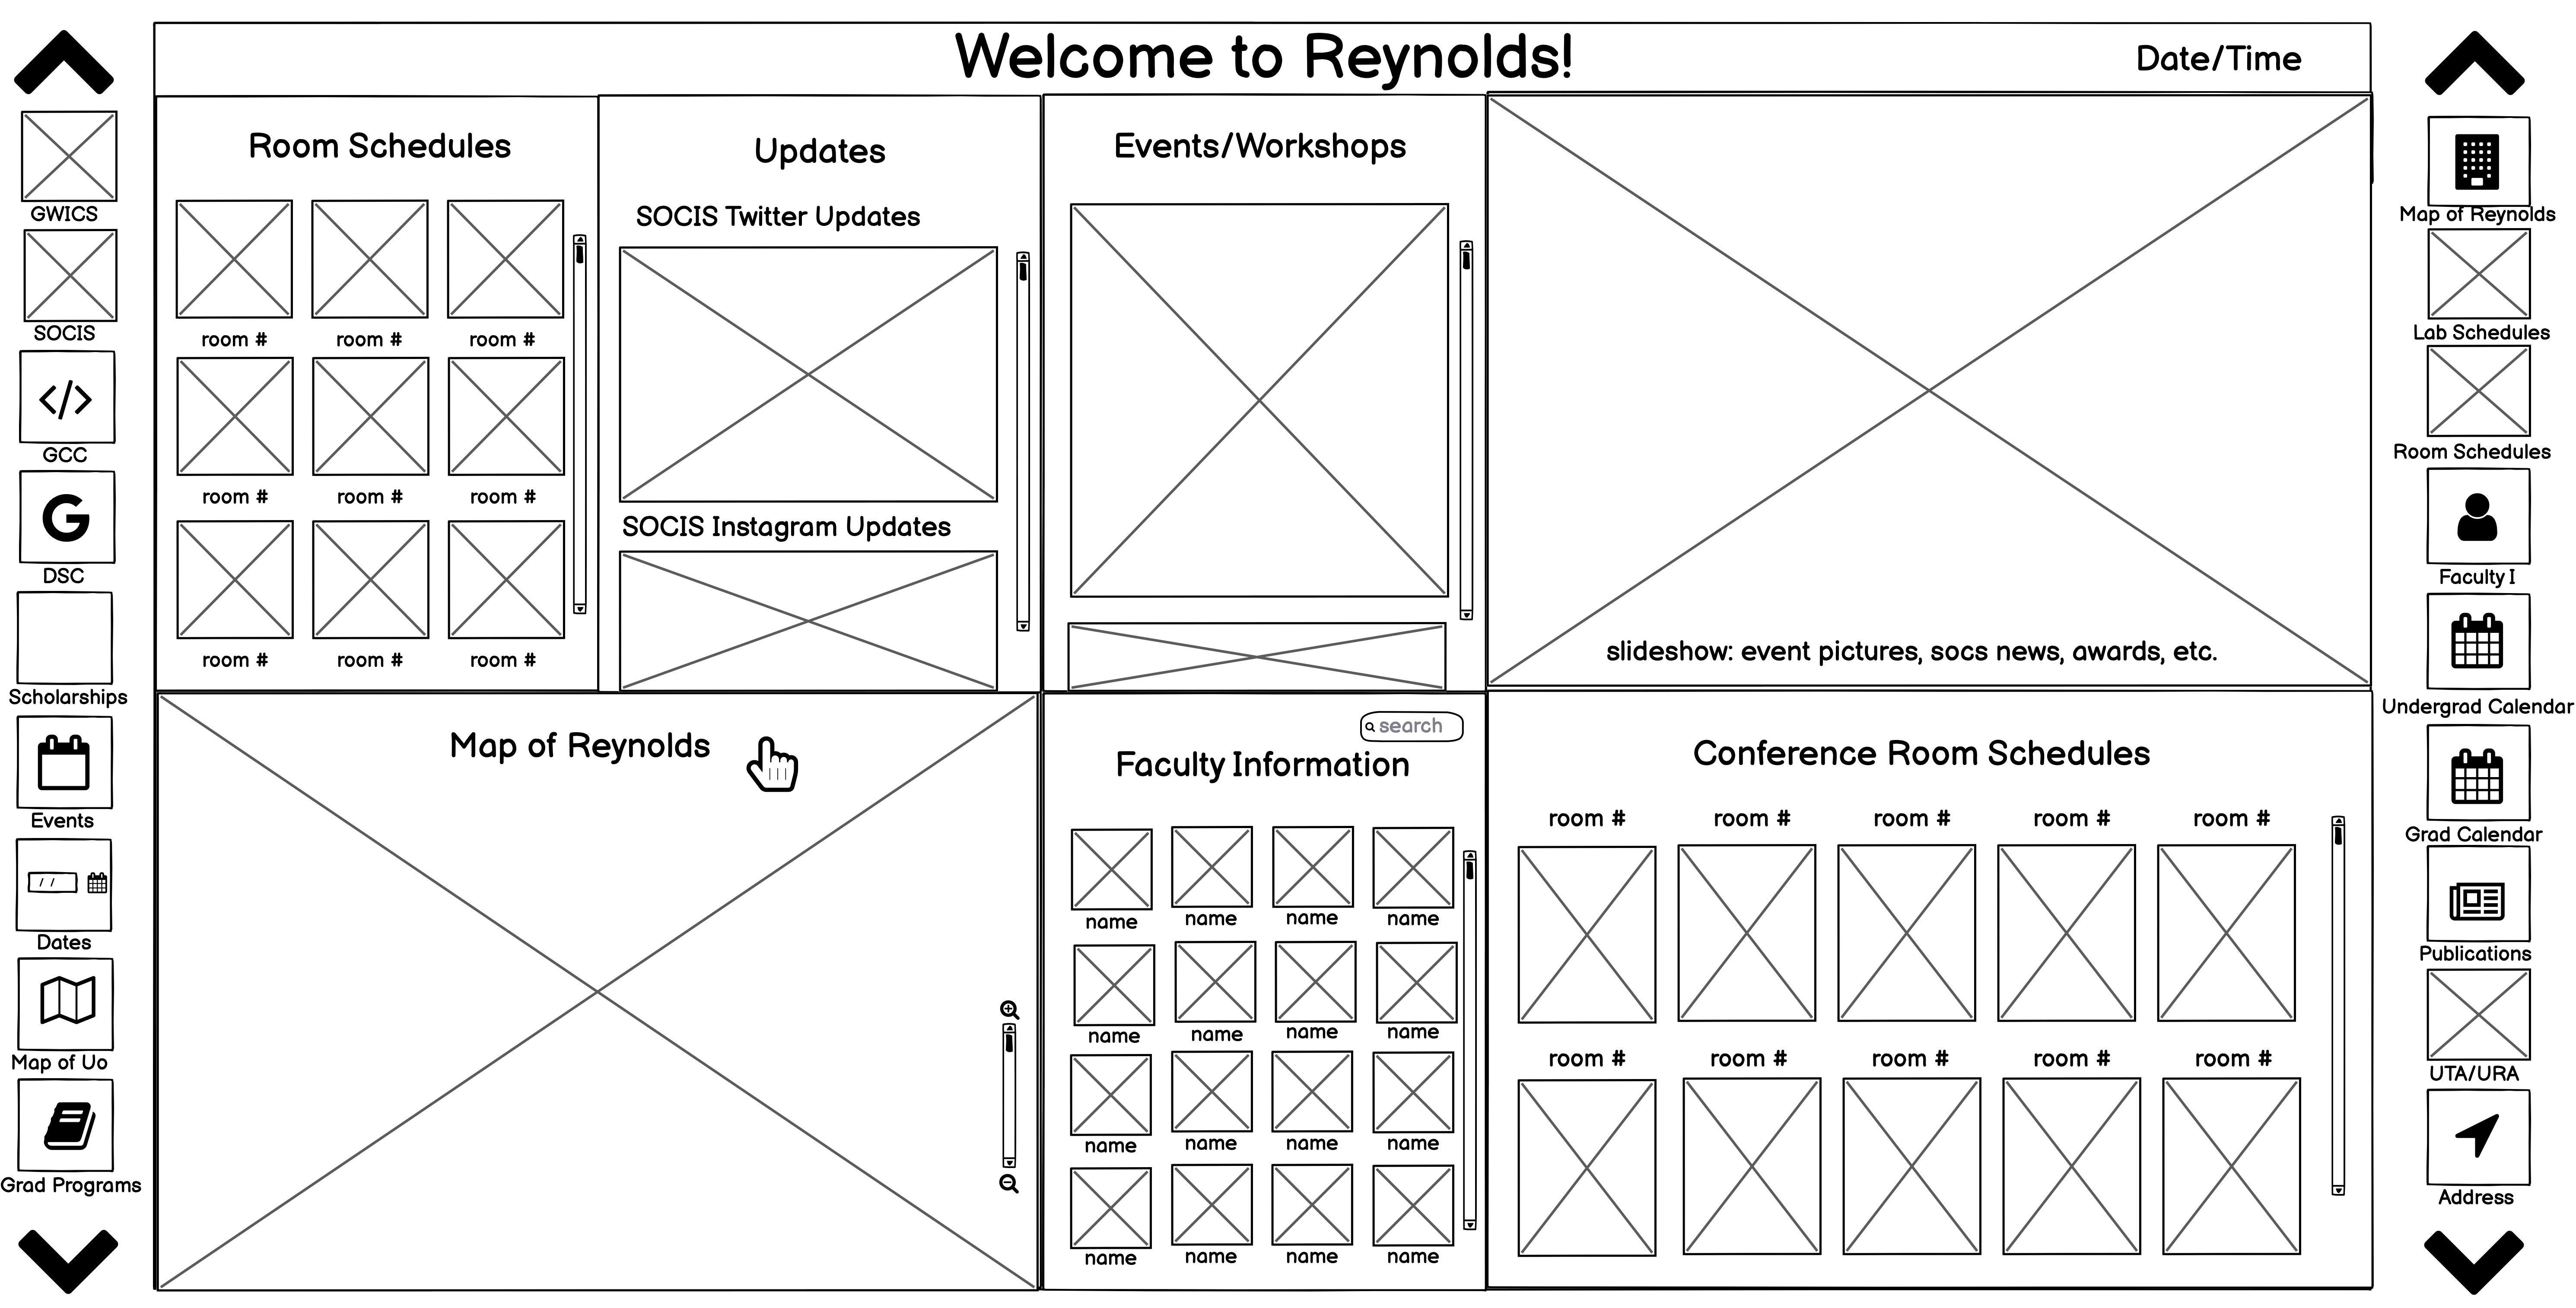 Welcome to Reynolds!
Date/Time
GWICS
SOCIS
GCC
DSC
Scholarships
Events
Dates
Map of Uo
Grad Programs
Room Schedules
room # room # room #
room # room # room #
room # room # room #
Updates
SOCIS Twitter Updates
SOCIS Instagram Updates
Events/Workshops
slideshow: event pictures, socs news, awards, etc.
Map of Reynolds
search
Faculty Information
name name name name
name name name name
name name name name
name name name name
Conference Room Schedules
room # room # room # room # room #
room # room # room # room # room #
Map of Reynolds
Lab Schedules
Room Schedules
Faculty I
Undergrad Calendar
Grad Calendar
Publications
UTA/URA
Address